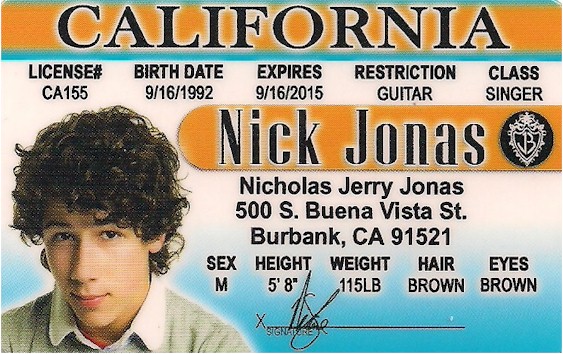 CALIFORNIA
LICENSE# BIRTH DATE EXPIRES RESTRICTION CLASS
CA155 9/16/1992 9/16/2015 GUITAR SINGER
Nick Jonas
Nicholas Jerry Jonas
500 S. Buena Vista St.
Burbank, CA 91521
SEX HEIGHT WEIGHT HAIR EYES
M 5' 8" 115LB BROWN BROWN
X
SIGNATURE